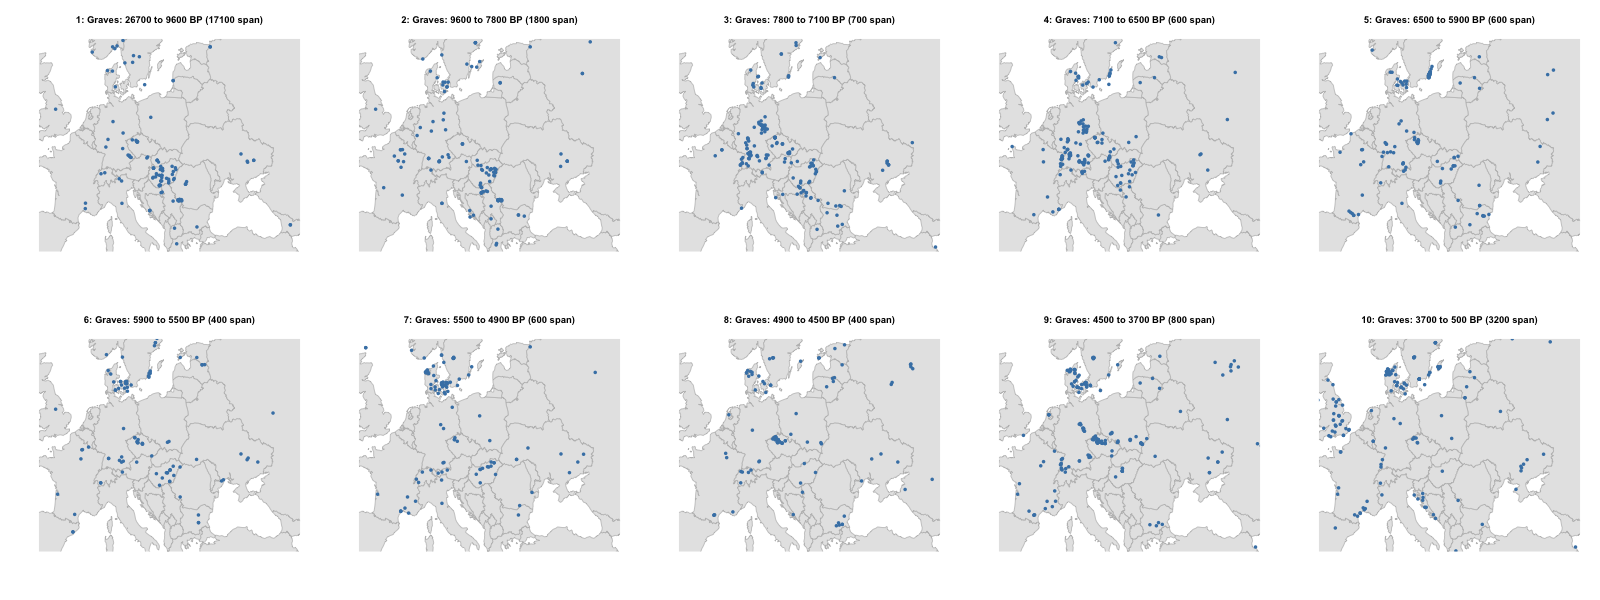 1: Graves: 26700 to 9600 BP (17100 span)
2: Graves: 9600 to 7800 BP (1800 span)
3: Graves: 7800 to 7100 BP (700 span)
4: Graves: 7100 to 6500 BP (600 span)
5: Graves: 6500 to 5900 BP (600 span)
6: Graves: 5900 to 5500 BP (400 span)
7: Graves: 5500 to 4900 BP (600 span)
8: Graves: 4900 to 4500 BP (400 span)
9: Graves: 4500 to 3700 BP (800 span)
10: Graves: 3700 to 500 BP (3200 span)